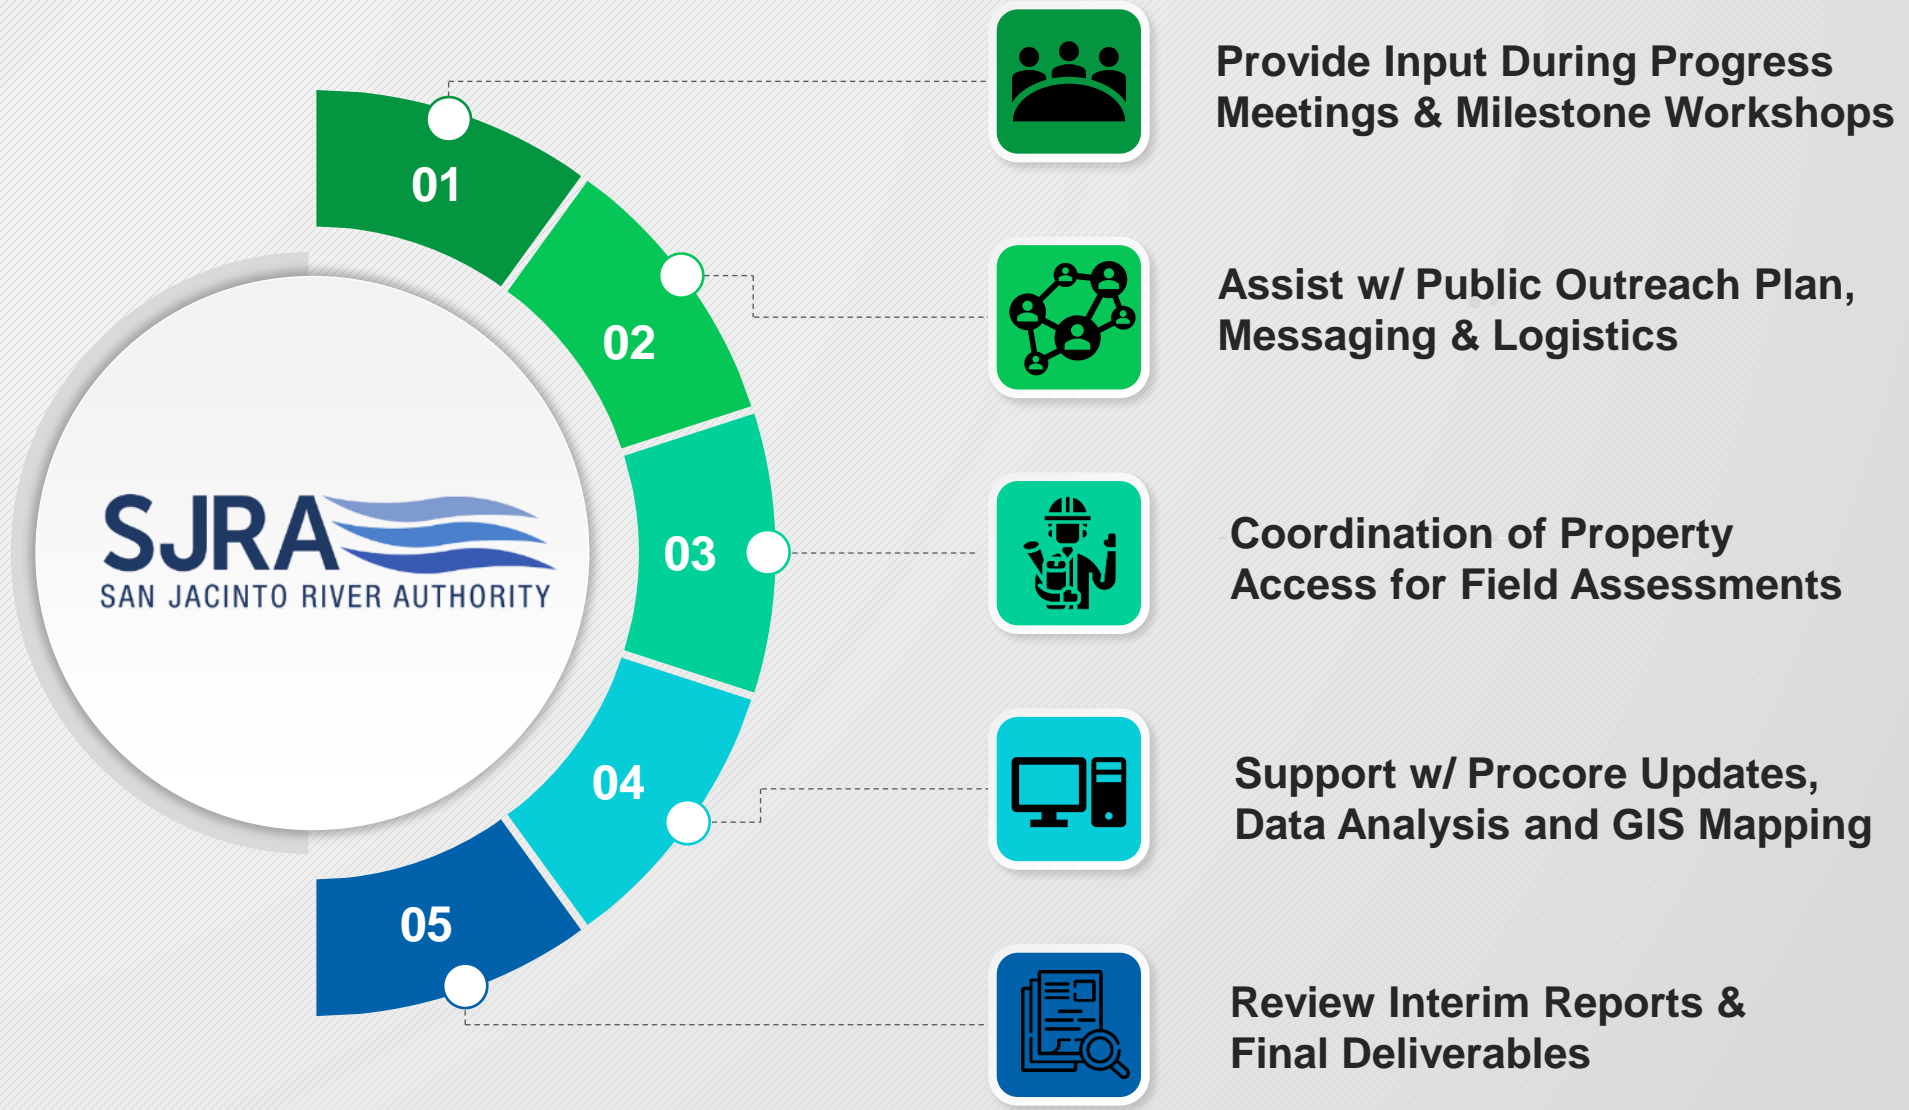 01
Provide Input During Progress
Meetings & Milestone Workshops
02
Assist w/ Public Outreach Plan,
Messaging & Logistics
SJRA
SAN JACINTO RIVER AUTHORITY
03
Coordination of Property
Access for Field Assessments
04
Support w/ Procore Updates,
Data Analysis and GIS Mapping
05
Review Interim Reports &
Final Deliverables